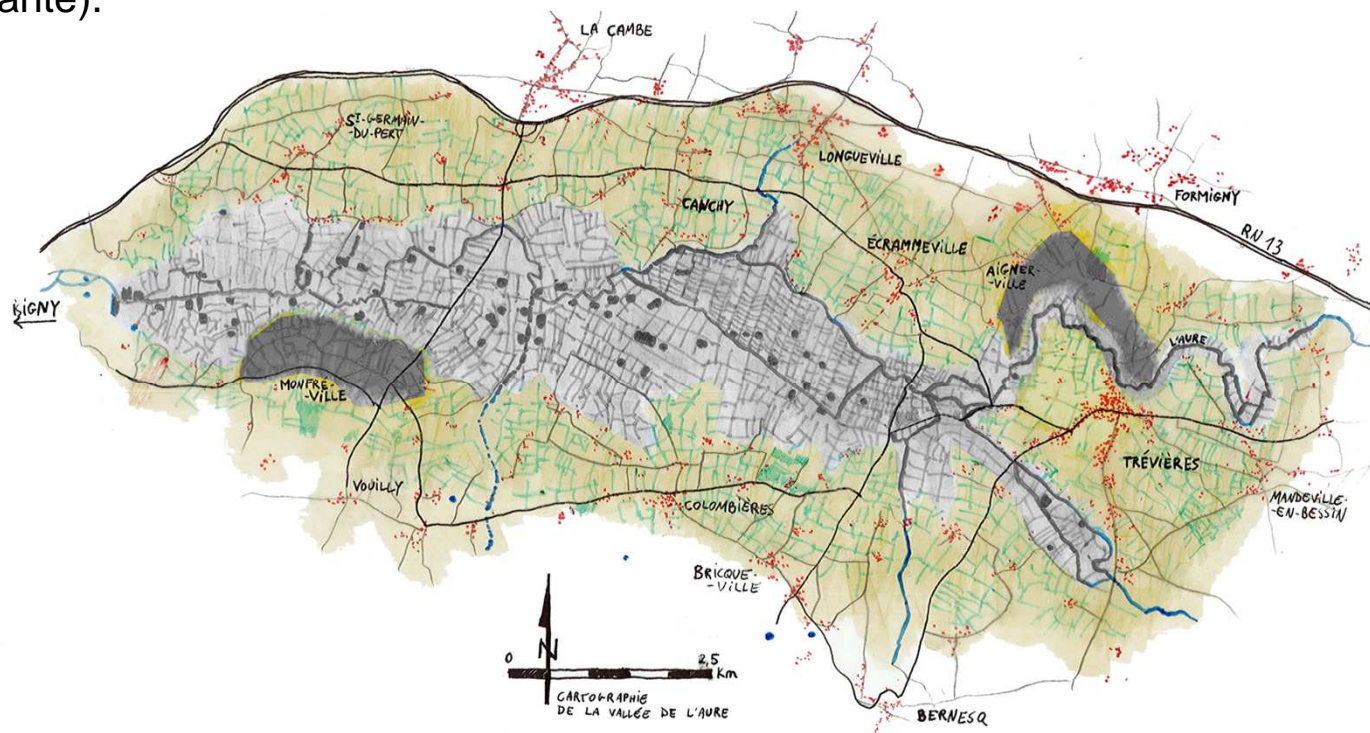 ante).
LA CAMBE
ST-GERMAIN-
-DU-PERT
LONGUEVILLE
FORMIGNY
CANCHY
RN 13
ÉCRAMMEVILLE
AIGNER-
-VILLE
ISIGNY
L'AURE
MONFRÉ-
-VILLE
TRÉVIÈRES
VOUILLY
MANDEVILLE-
-EN-BESSIN
COLOMBIÈRES
BRICQUE-
-VILLE
N
0 2,5
Km
CARTOGRAPHIE
DE LA VALLÉE DE L'AURE
BERNESQ